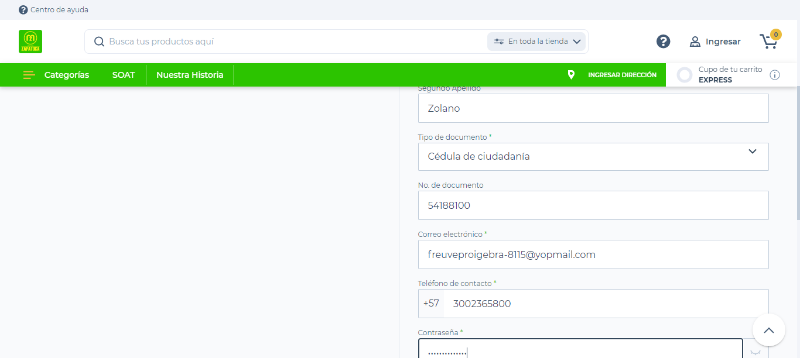 Centro de ayuda
Busca tus productos aquí
En toda la tienda
Ingresar
0
Categorías
SOAT
Nuestra Historia
INGRESAR DIRECCIÓN
Cupo de tu carrito
EXPRESS
Segundo Apellido
Zolano
Tipo de documento *
Cédula de ciudadanía
No. de documento
54188100
Correo electrónico *
freuveproigebra-8115@yopmail.com
Teléfono de contacto *
+57 3002365800
Contraseña *